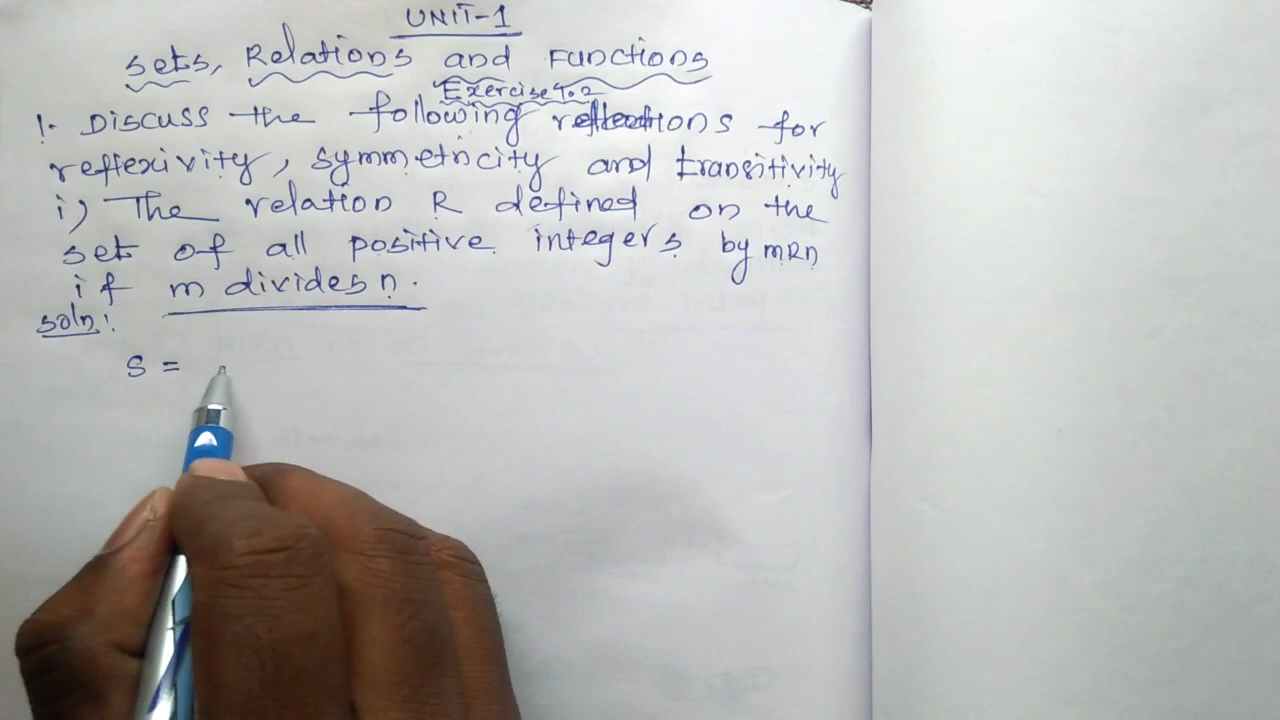 UNIT-1
Sets, Relations and Functions
Exercise 1.2
1. Discuss the following relations for
reflexivity, symmetricity and transitivity
i) The relation R defined on the
set of all positive integers by mRn
if m divides n.
soln:
S =